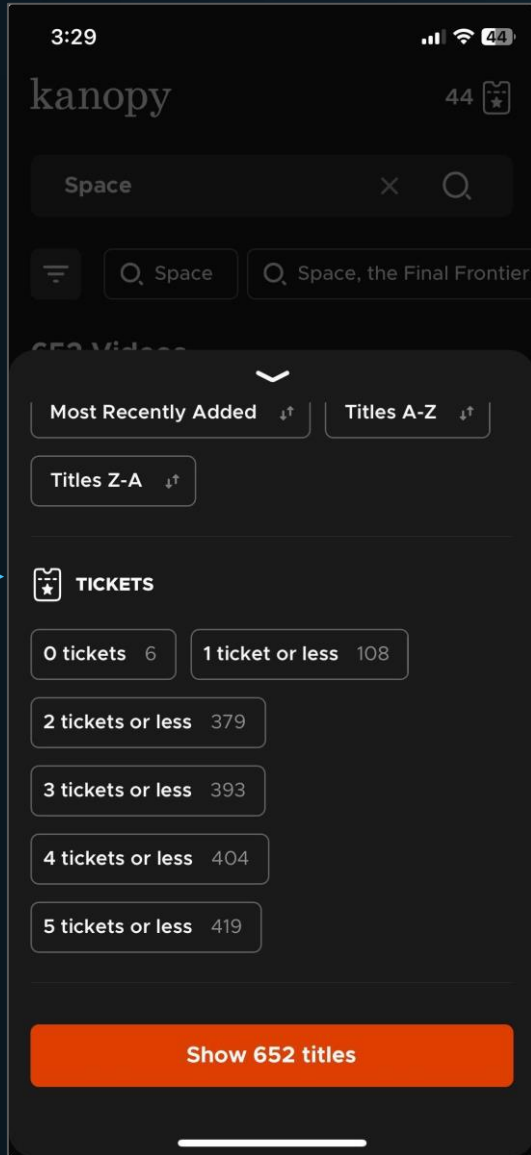 3:29 44
kanopy 44
Space
Space Space, the Final Frontier
652 Videos
Most Recently Added Titles A-Z
Titles Z-A
TICKETS
0 tickets 6 1 ticket or less 108
2 tickets or less 379
3 tickets or less 393
4 tickets or less 404
5 tickets or less 419
Show 652 titles